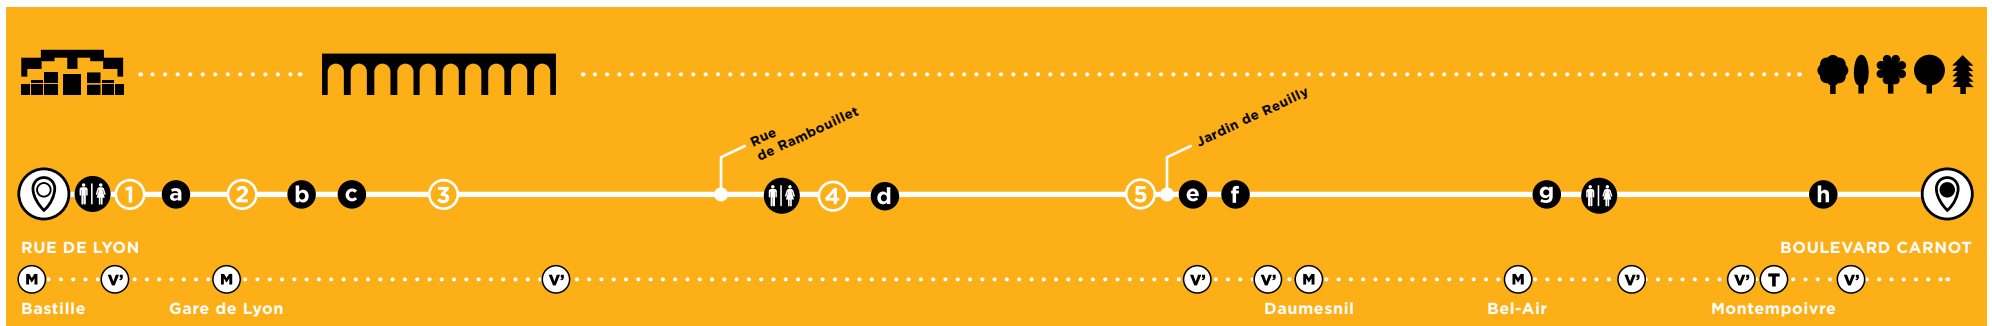 Rue
de Rambouillet
Jardin de Reuilly
1 a 2 b c 3 4 d 5 e f g h
RUE DE LYON BOULEVARD CARNOT
M V' M V' V' V' M M V' V' T V'
Bastille Gare de Lyon Daumesnil Bel-Air Montempoivre